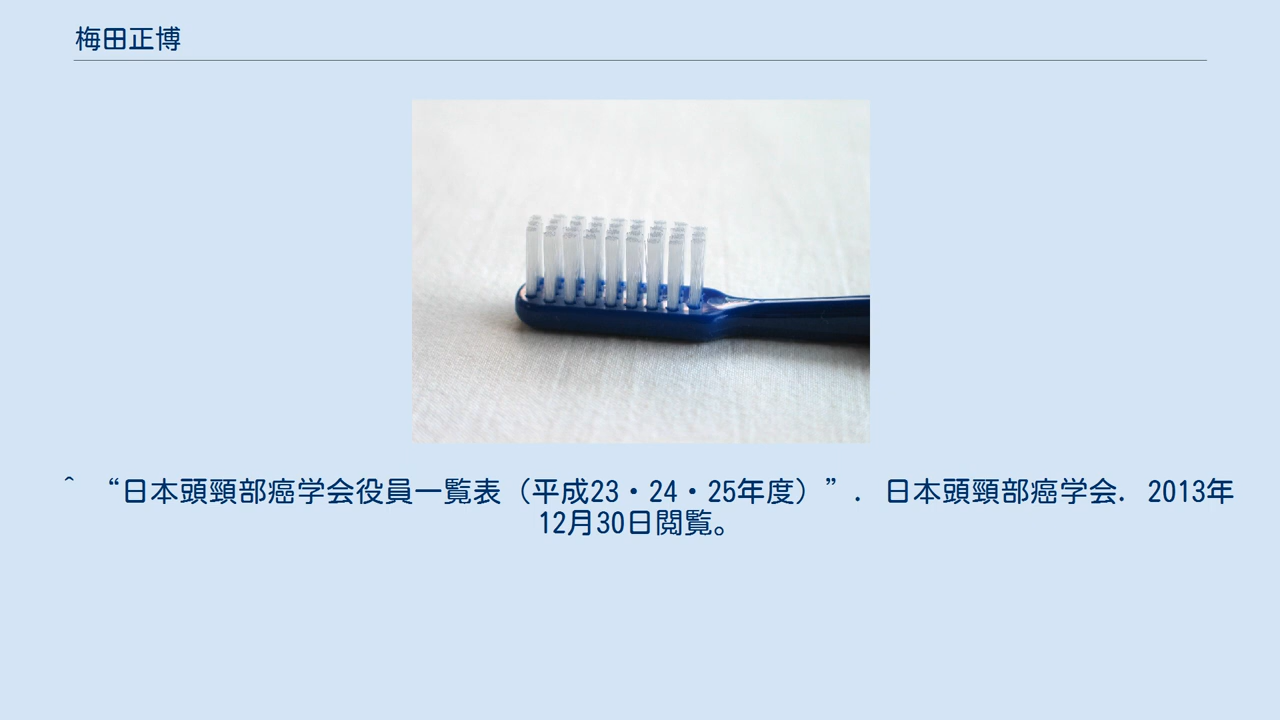 梅田正博
^ “日本頭頸部癌学会役員一覧表（平成23・24・25年度）”． 日本頭頸部癌学会． 2013年
12月30日閲覧。